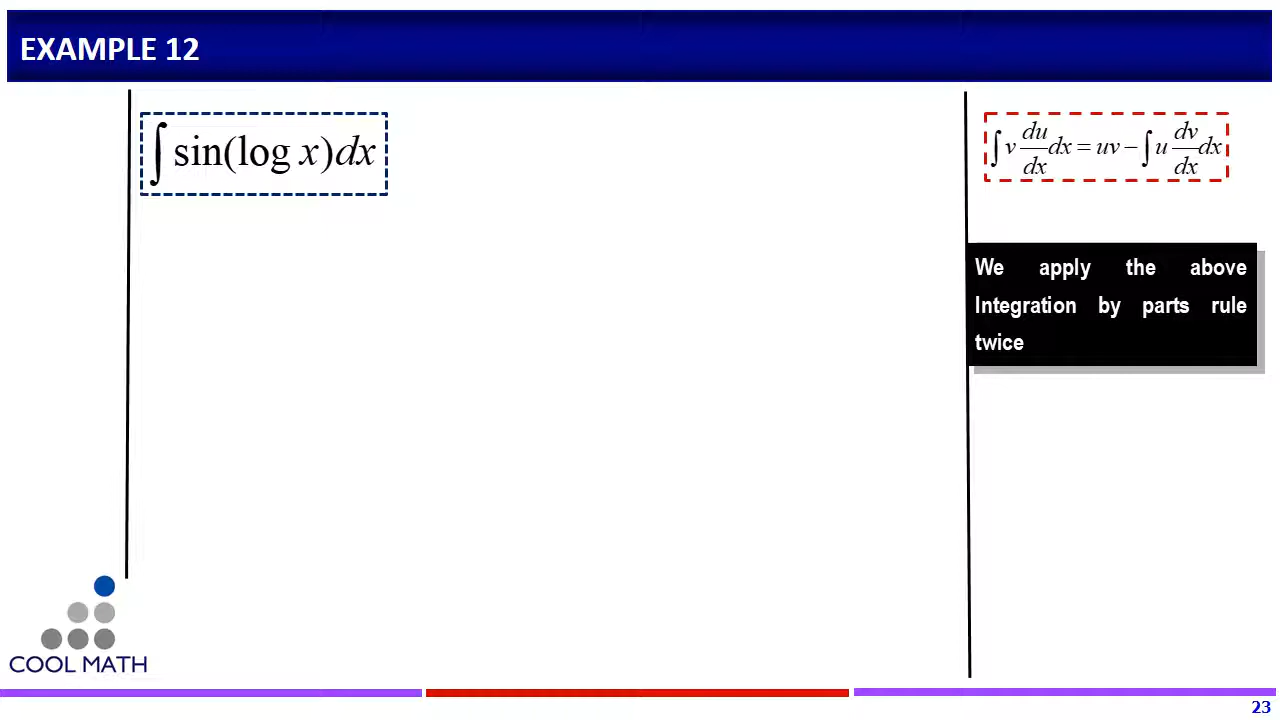 EXAMPLE 12
∫ sin(log x)dx
∫ v du/dx dx = uv − ∫ u dv/dx dx
We apply the above
Integration by parts rule
twice
COOL MATH
23